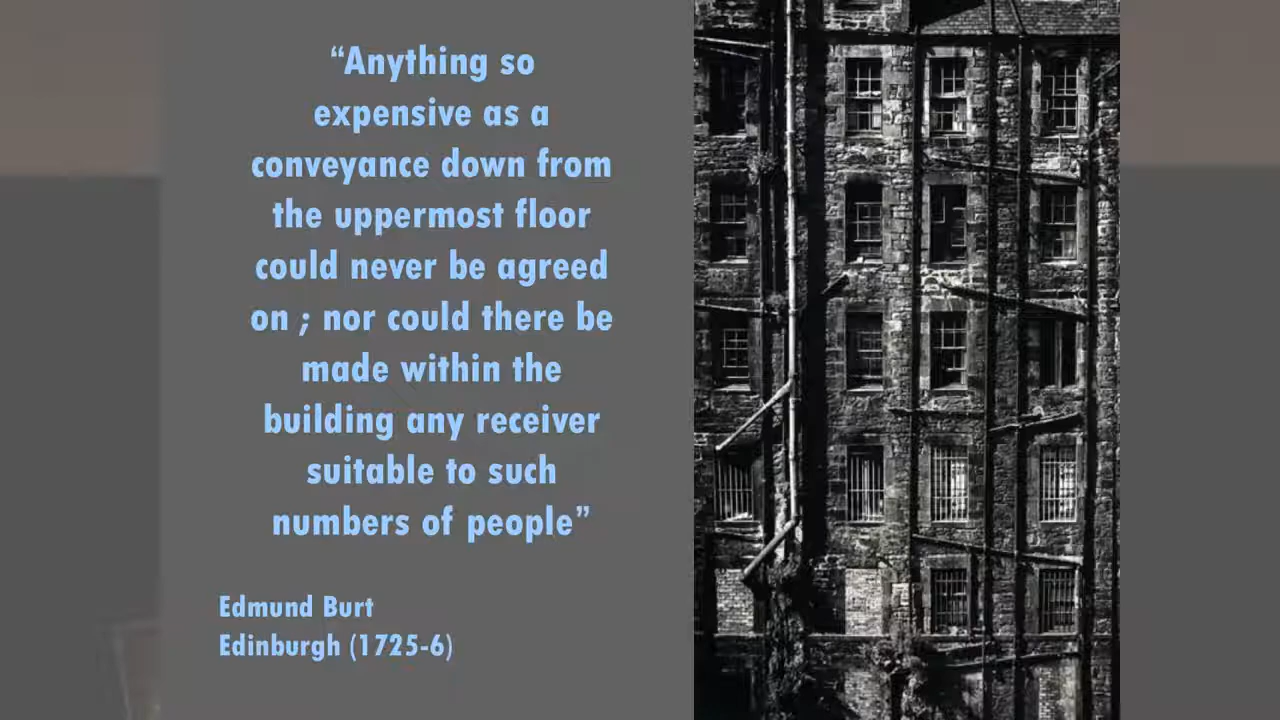 “Anything so
expensive as a
conveyance down from
the uppermost floor
could never be agreed
on ; nor could there be
made within the
building any receiver
suitable to such
numbers of people”
Edmund Burt
Edinburgh (1725-6)